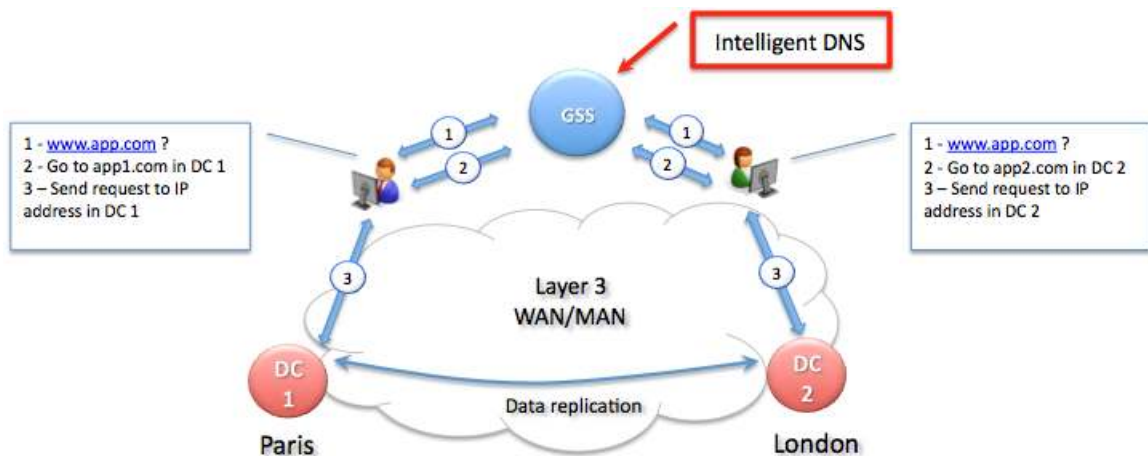 Intelligent DNS
GSS
1
2
1
2
1 - www.app.com ?
2 - Go to app1.com in DC 1
3 – Send request to IP
address in DC 1
1 - www.app.com ?
2 - Go to app2.com in DC 2
3 – Send request to IP
address in DC 2
3
3
Layer 3
WAN/MAN
DC
1
DC
2
Data replication
Paris
London